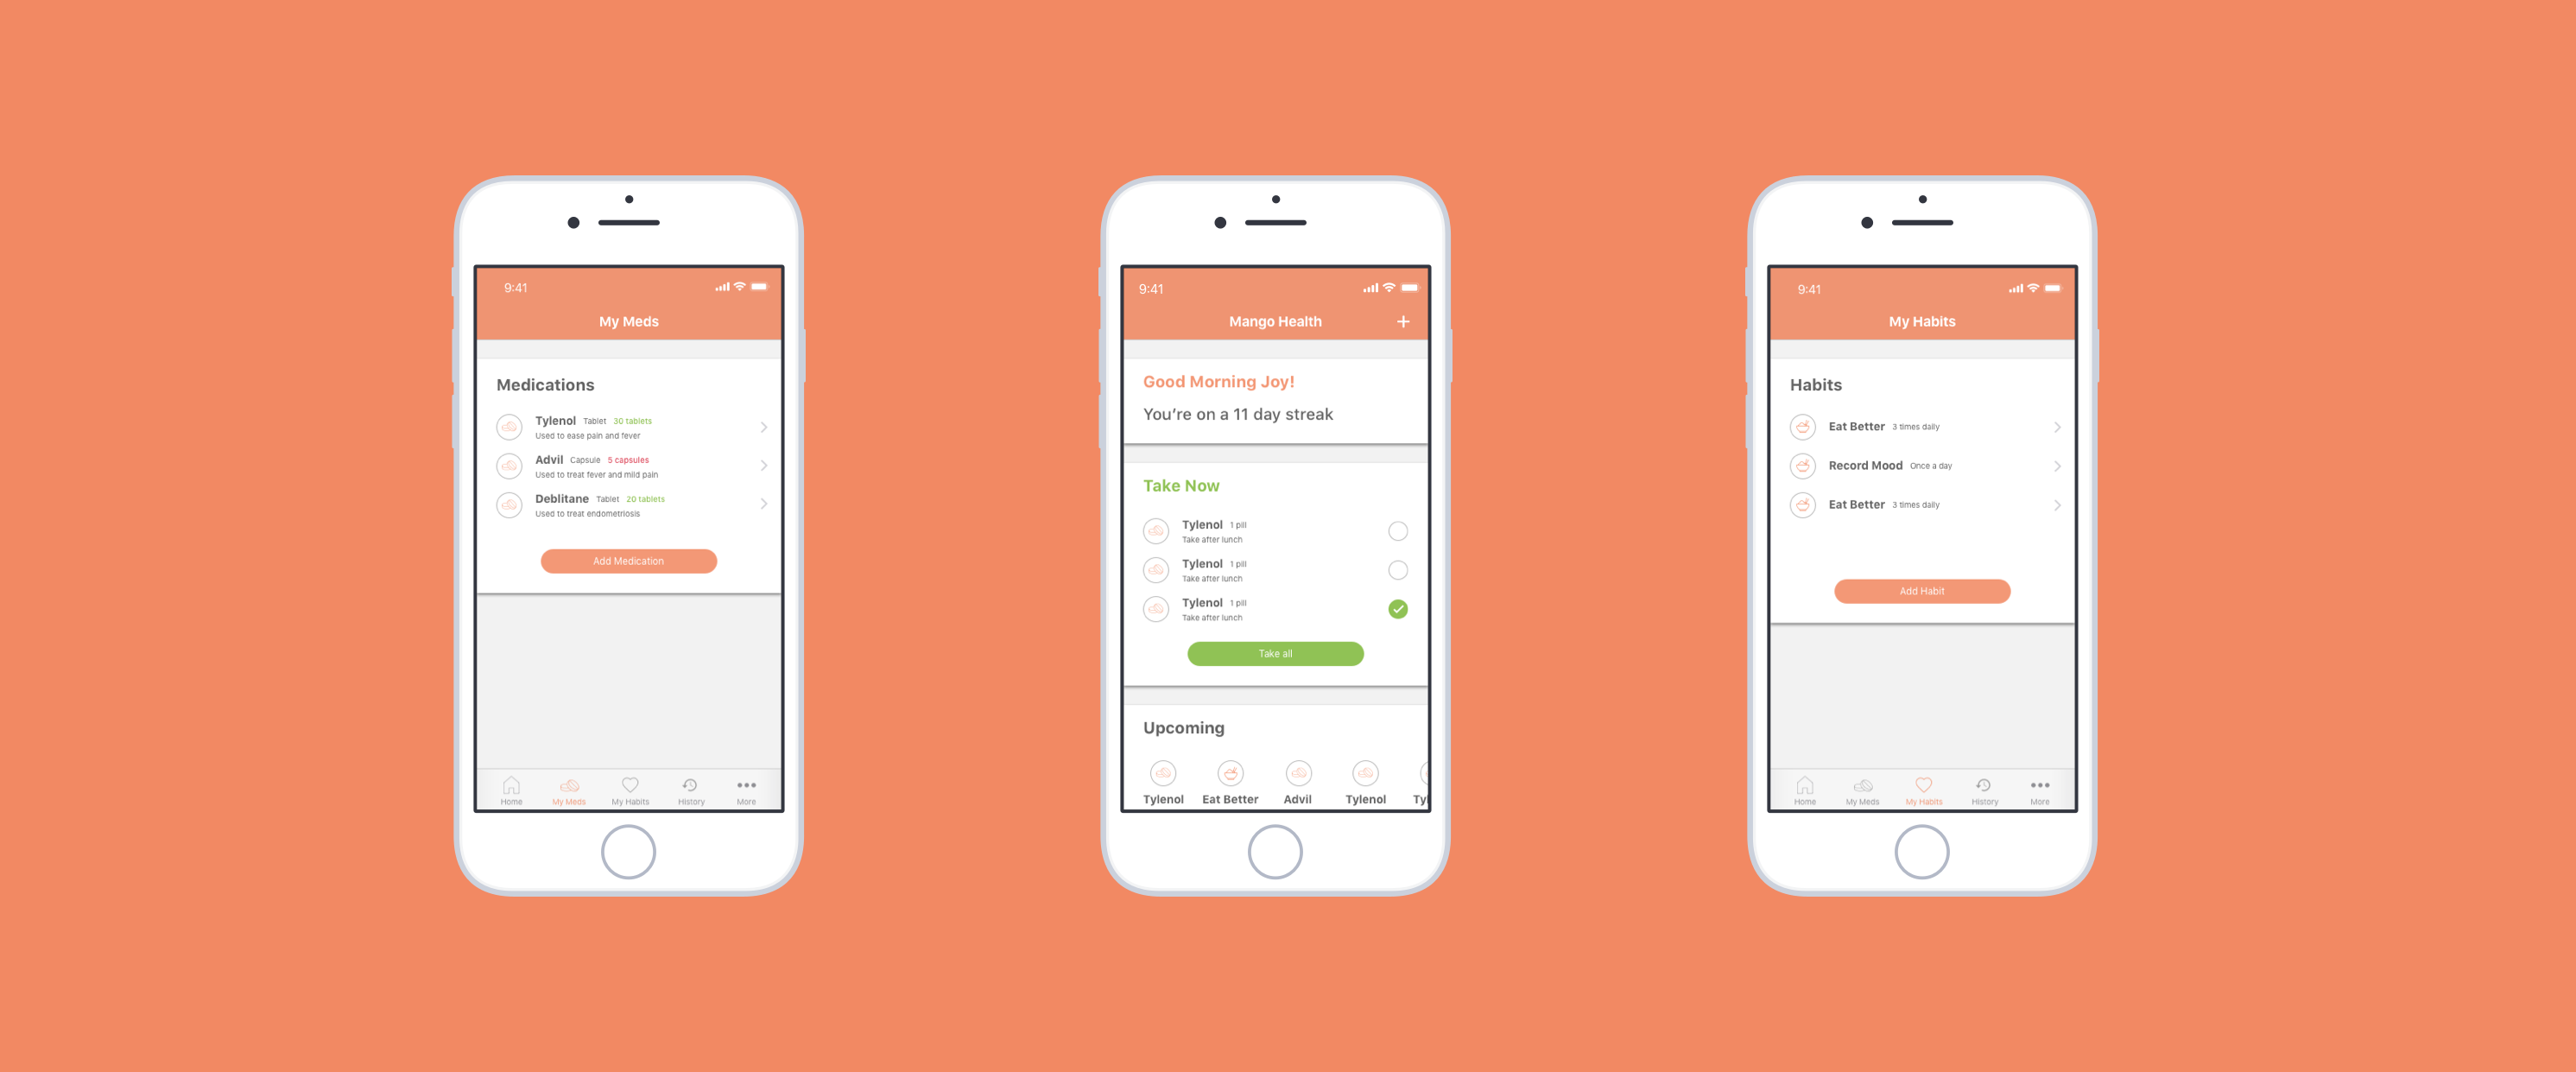 9:41
My Meds
Medications
Tylenol Tablet 30 tablets
Used to ease pain and fever
Advil Capsule 5 capsules
Used to treat fever and mild pain
Deblitane Tablet 20 tablets
Used to treat endometriosis
Add Medication
Home My Meds My Habits History More
9:41
Mango Health +
Good Morning Joy!
You're on a 11 day streak
Take Now
Tylenol 1 pill
Take after lunch
Tylenol 1 pill
Take after lunch
Tylenol 1 pill
Take after lunch
Take all
Upcoming
Tylenol Eat Better Advil Tylenol Tyl
9:41
My Habits
Habits
Eat Better 3 times daily
Record Mood Once a day
Eat Better 3 times daily
Add Habit
Home My Meds My Habits History More